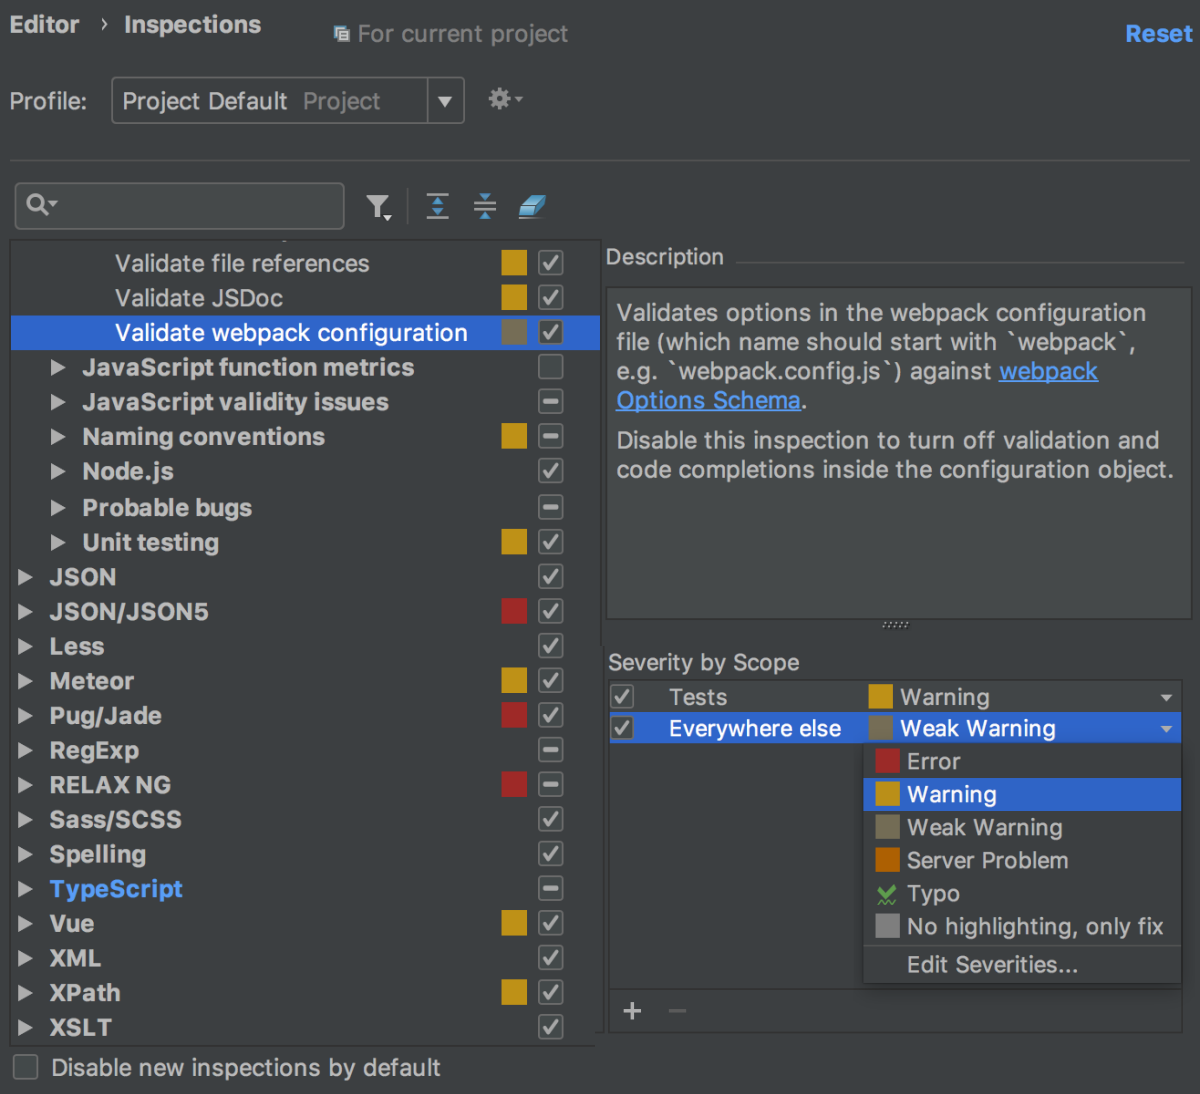 Editor › Inspections For current project Reset
Profile: Project Default Project
Validate file references
Validate JSDoc
Validate webpack configuration
JavaScript function metrics
JavaScript validity issues
Naming conventions
Node.js
Probable bugs
Unit testing
JSON
JSON/JSON5
Less
Meteor
Pug/Jade
RegExp
RELAX NG
Sass/SCSS
Spelling
TypeScript
Vue
XML
XPath
XSLT
Disable new inspections by default
Description
Validates options in the webpack configuration
file (which name should start with `webpack`,
e.g. `webpack.config.js`) against webpack
Options Schema.
Disable this inspection to turn off validation and
code completions inside the configuration object.
Severity by Scope
Tests Warning
Everywhere else Weak Warning
Error
Warning
Weak Warning
Server Problem
Typo
No highlighting, only fix
Edit Severities...